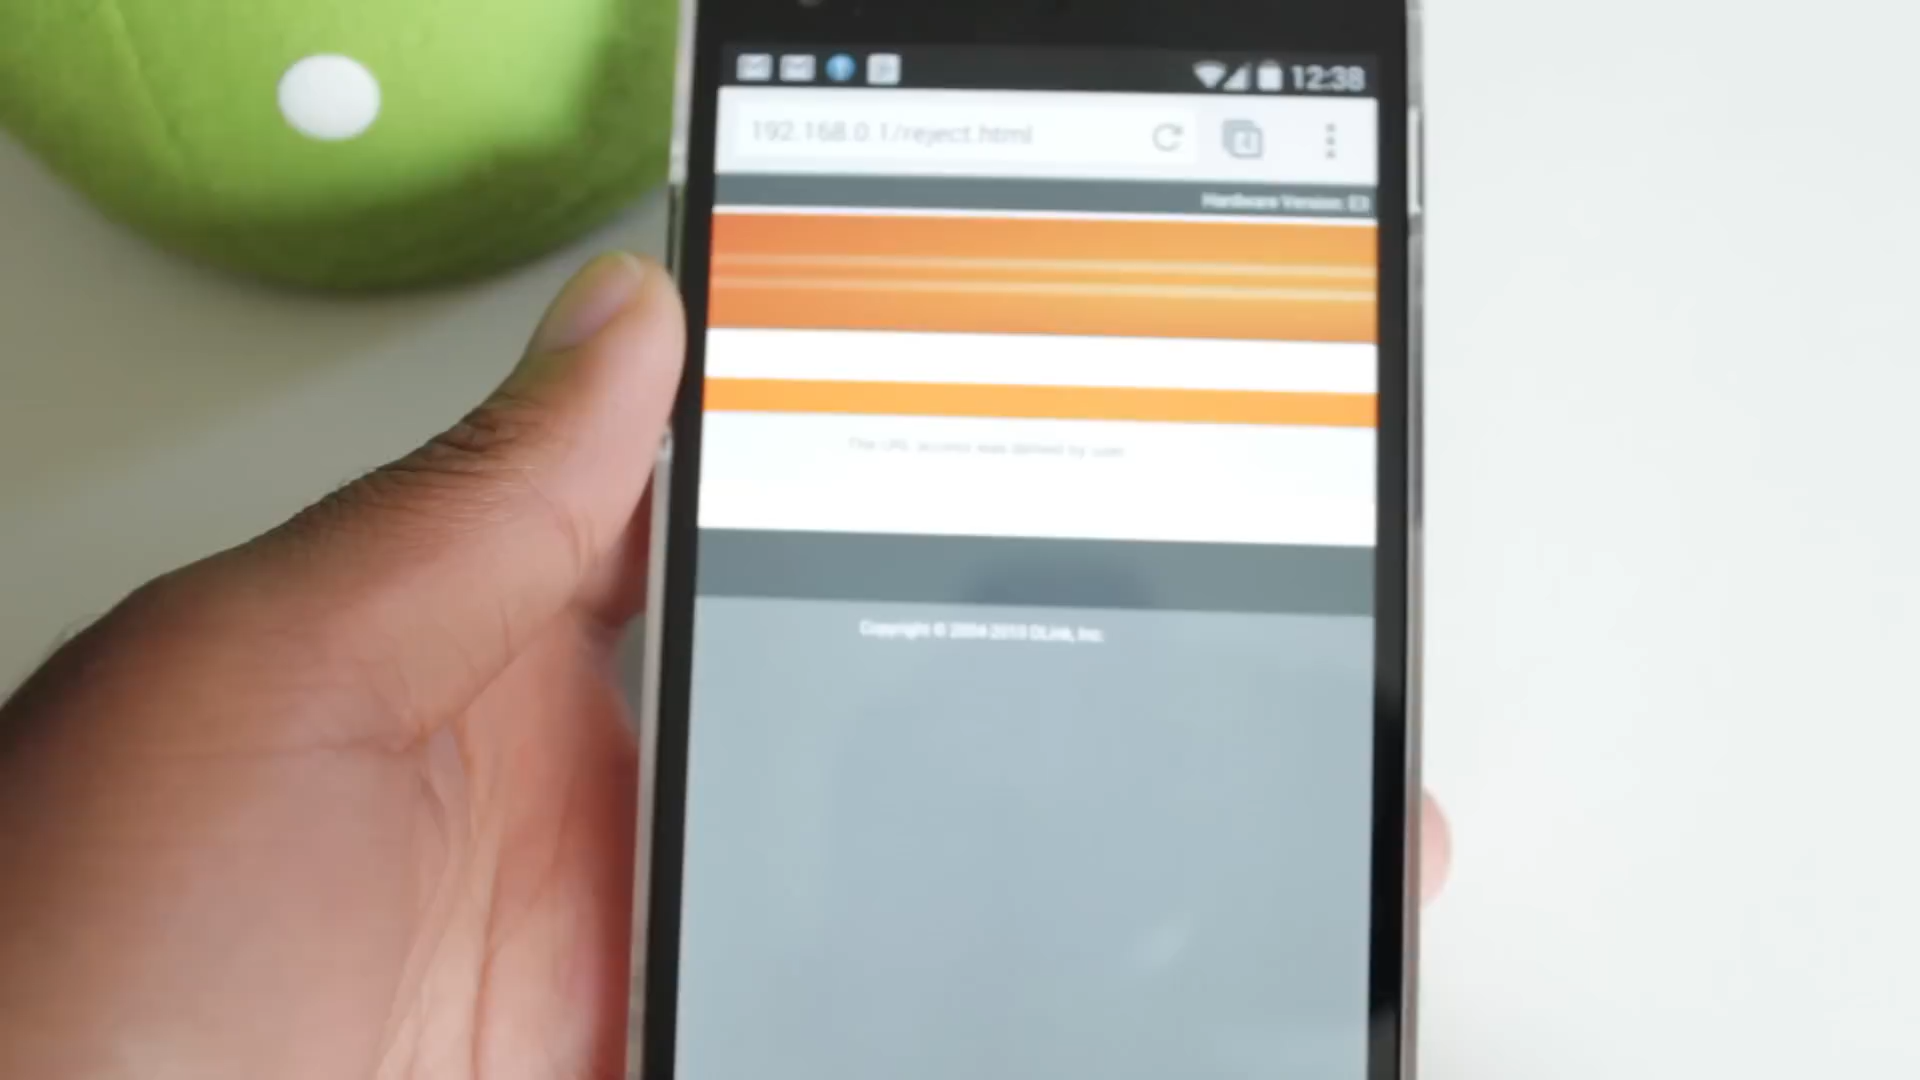 12:38
192.168.0.1/reject.html
Hardware Version: E3
The URL access was denied by user
Copyright © 2004-2010 D-Link, Inc.